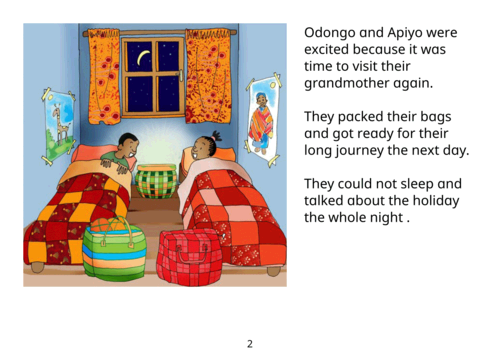 Odongo and Apiyo were
excited because it was
time to visit their
grandmother again.
They packed their bags
and got ready for their
long journey the next day.
They could not sleep and
talked about the holiday
the whole night .
2